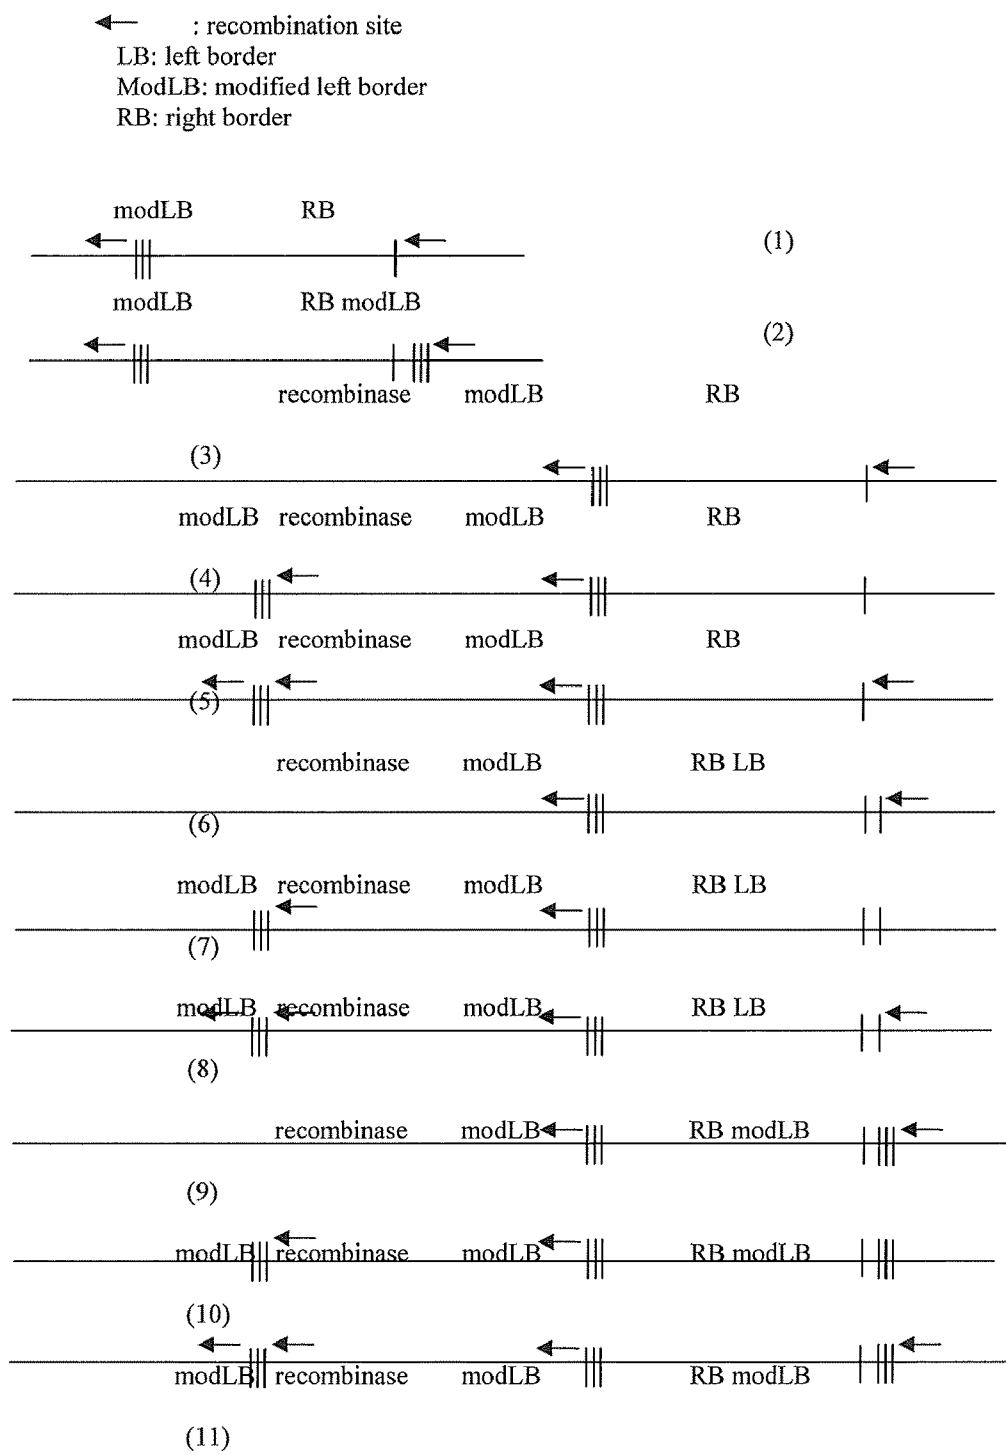 : recombination site
LB: left border
ModLB: modified left border
RB: right border
modLB RB
(1)
modLB RB modLB
(2)
recombinase modLB RB
(3)
modLB recombinase modLB RB
(4)
modLB recombinase modLB RB
(5)
recombinase modLB RB LB
(6)
modLB recombinase modLB RB LB
(7)
modLB recombinase modLB RB LB
(8)
recombinase modLB RB modLB
(9)
modLB recombinase modLB RB modLB
(10)
modLB recombinase modLB RB modLB
(11)